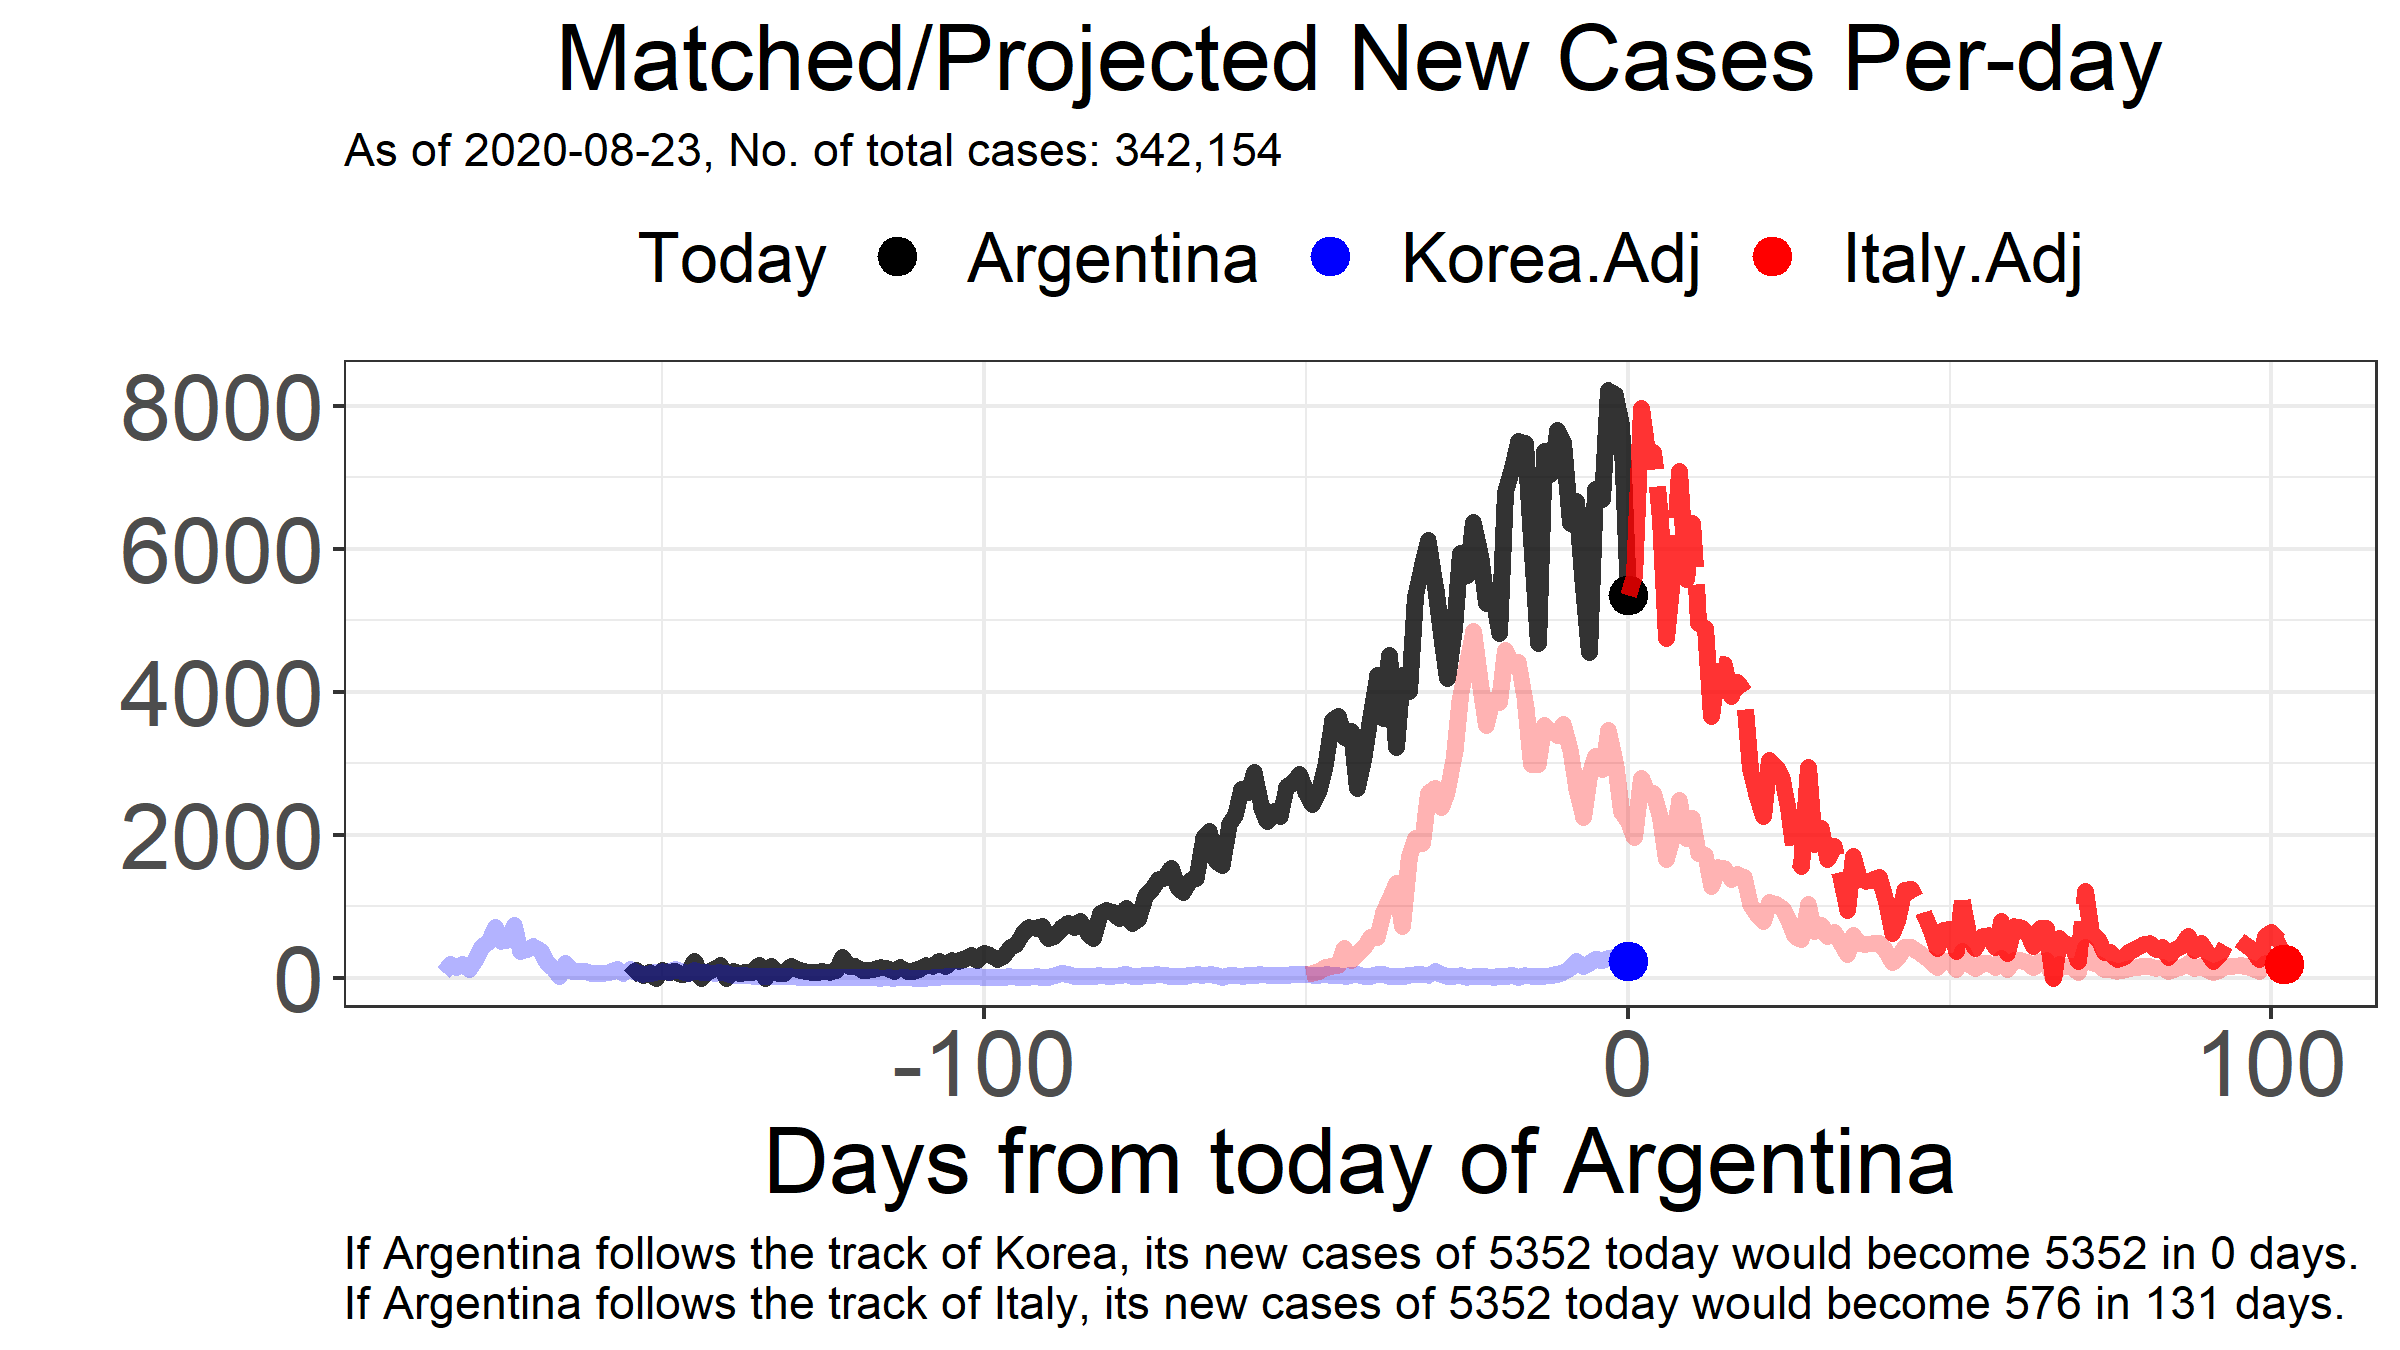 Matched/Projected New Cases Per-day
As of 2020-08-23, No. of total cases: 342,154
Today Argentina Korea.Adj Italy.Adj
8000
6000
4000
2000
0
-100 0 100
Days from today of Argentina
If Argentina follows the track of Korea, its new cases of 5352 today would become 5352 in 0 days.
If Argentina follows the track of Italy, its new cases of 5352 today would become 576 in 131 days.